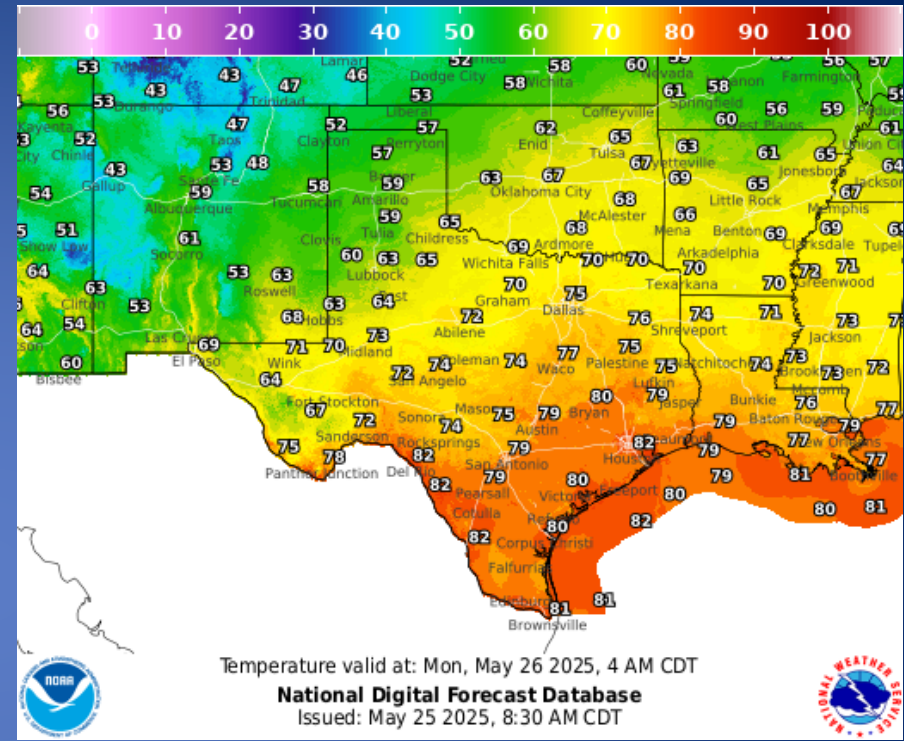 0 10 20 30 40 50 60 70 80 90 100
53 43 47 Lamar 46 52 Dodge City 58 58 Wichita 60 Nevada 59 Lebanon 56 Farmington 57
43 53 Durango Trinidad 53 Liberal Coffeyville 61 Springfield 58
56 Kayenta 47 Taos 52 Clayton 57 Perryton 62 Enid 65 Tulsa 60 West Plains 56 59 61 Union City
City Chinle 52 43 Gallup 53 48 Santa Fe 57 Borger 67 Fayetteville 63 61 65 Jonesboro 64 Jackson
54 59 Albuquerque 58 Tucumcari 59 Amarillo 63 67 Oklahoma City 69 65 Little Rock 67 Memphis
51 Show Low 61 Socorro Clovis 59 Tulia 65 Childress 68 McAlester 68 Ardmore 66 Mena Benton 69 69 Clarksdale
64 Clifton 63 53 63 Roswell 60 63 Lubbock 65 69 Wichita Falls 70 70 70 Texarkana Arkadelphia 70 72 71 Greenwood
64 54 53 68 Hobbs 63 64 70 Graham 75 Dallas 76 74 Shreveport 71 73 Jackson
60 Bisbee Las Cruces 69 El Paso 71 Wink 70 Midland 73 72 Abilene 77 Waco 75 Palestine 73 Brookhaven
64 72 San Angelo 74 Coleman 74 75 Lufkin Natchitoches 74 73 72 Mccomb
67 Fort Stockton 72 Sanderson Sonora 74 Mason 75 79 Austin 80 Bryan 79 Jasper Bunkie 76 Baton Rouge 79 77
75 78 Panther Junction Rocksprings 82 Del Rio 79 San Antonio 82 Houston Beaumont 79 79 77 New Orleans 77 Boothville
82 79 Pearsall 80 Victoria Freeport 80 79 81 80 81
Cotulla 82 Refugio 80 82 Corpus Christi
Falfurrias
Edinburg 81 81
Brownsville
Temperature valid at: Mon, May 26 2025, 4 AM CDT
National Digital Forecast Database
Issued: May 25 2025, 8:30 AM CDT
NOAA
NATIONAL WEATHER SERVICE